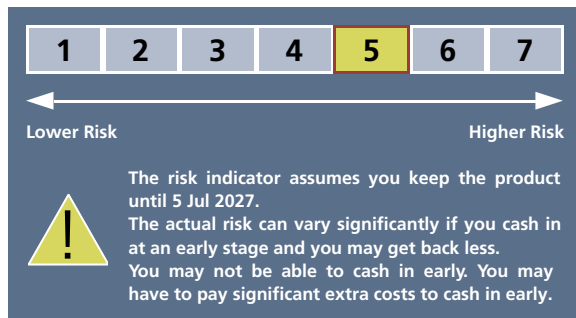 1 2 3 4 5 6 7
Lower Risk Higher Risk
The risk indicator assumes you keep the product
until 5 Jul 2027.
The actual risk can vary significantly if you cash in
at an early stage and you may get back less.
You may not be able to cash in early. You may
have to pay significant extra costs to cash in early.
!